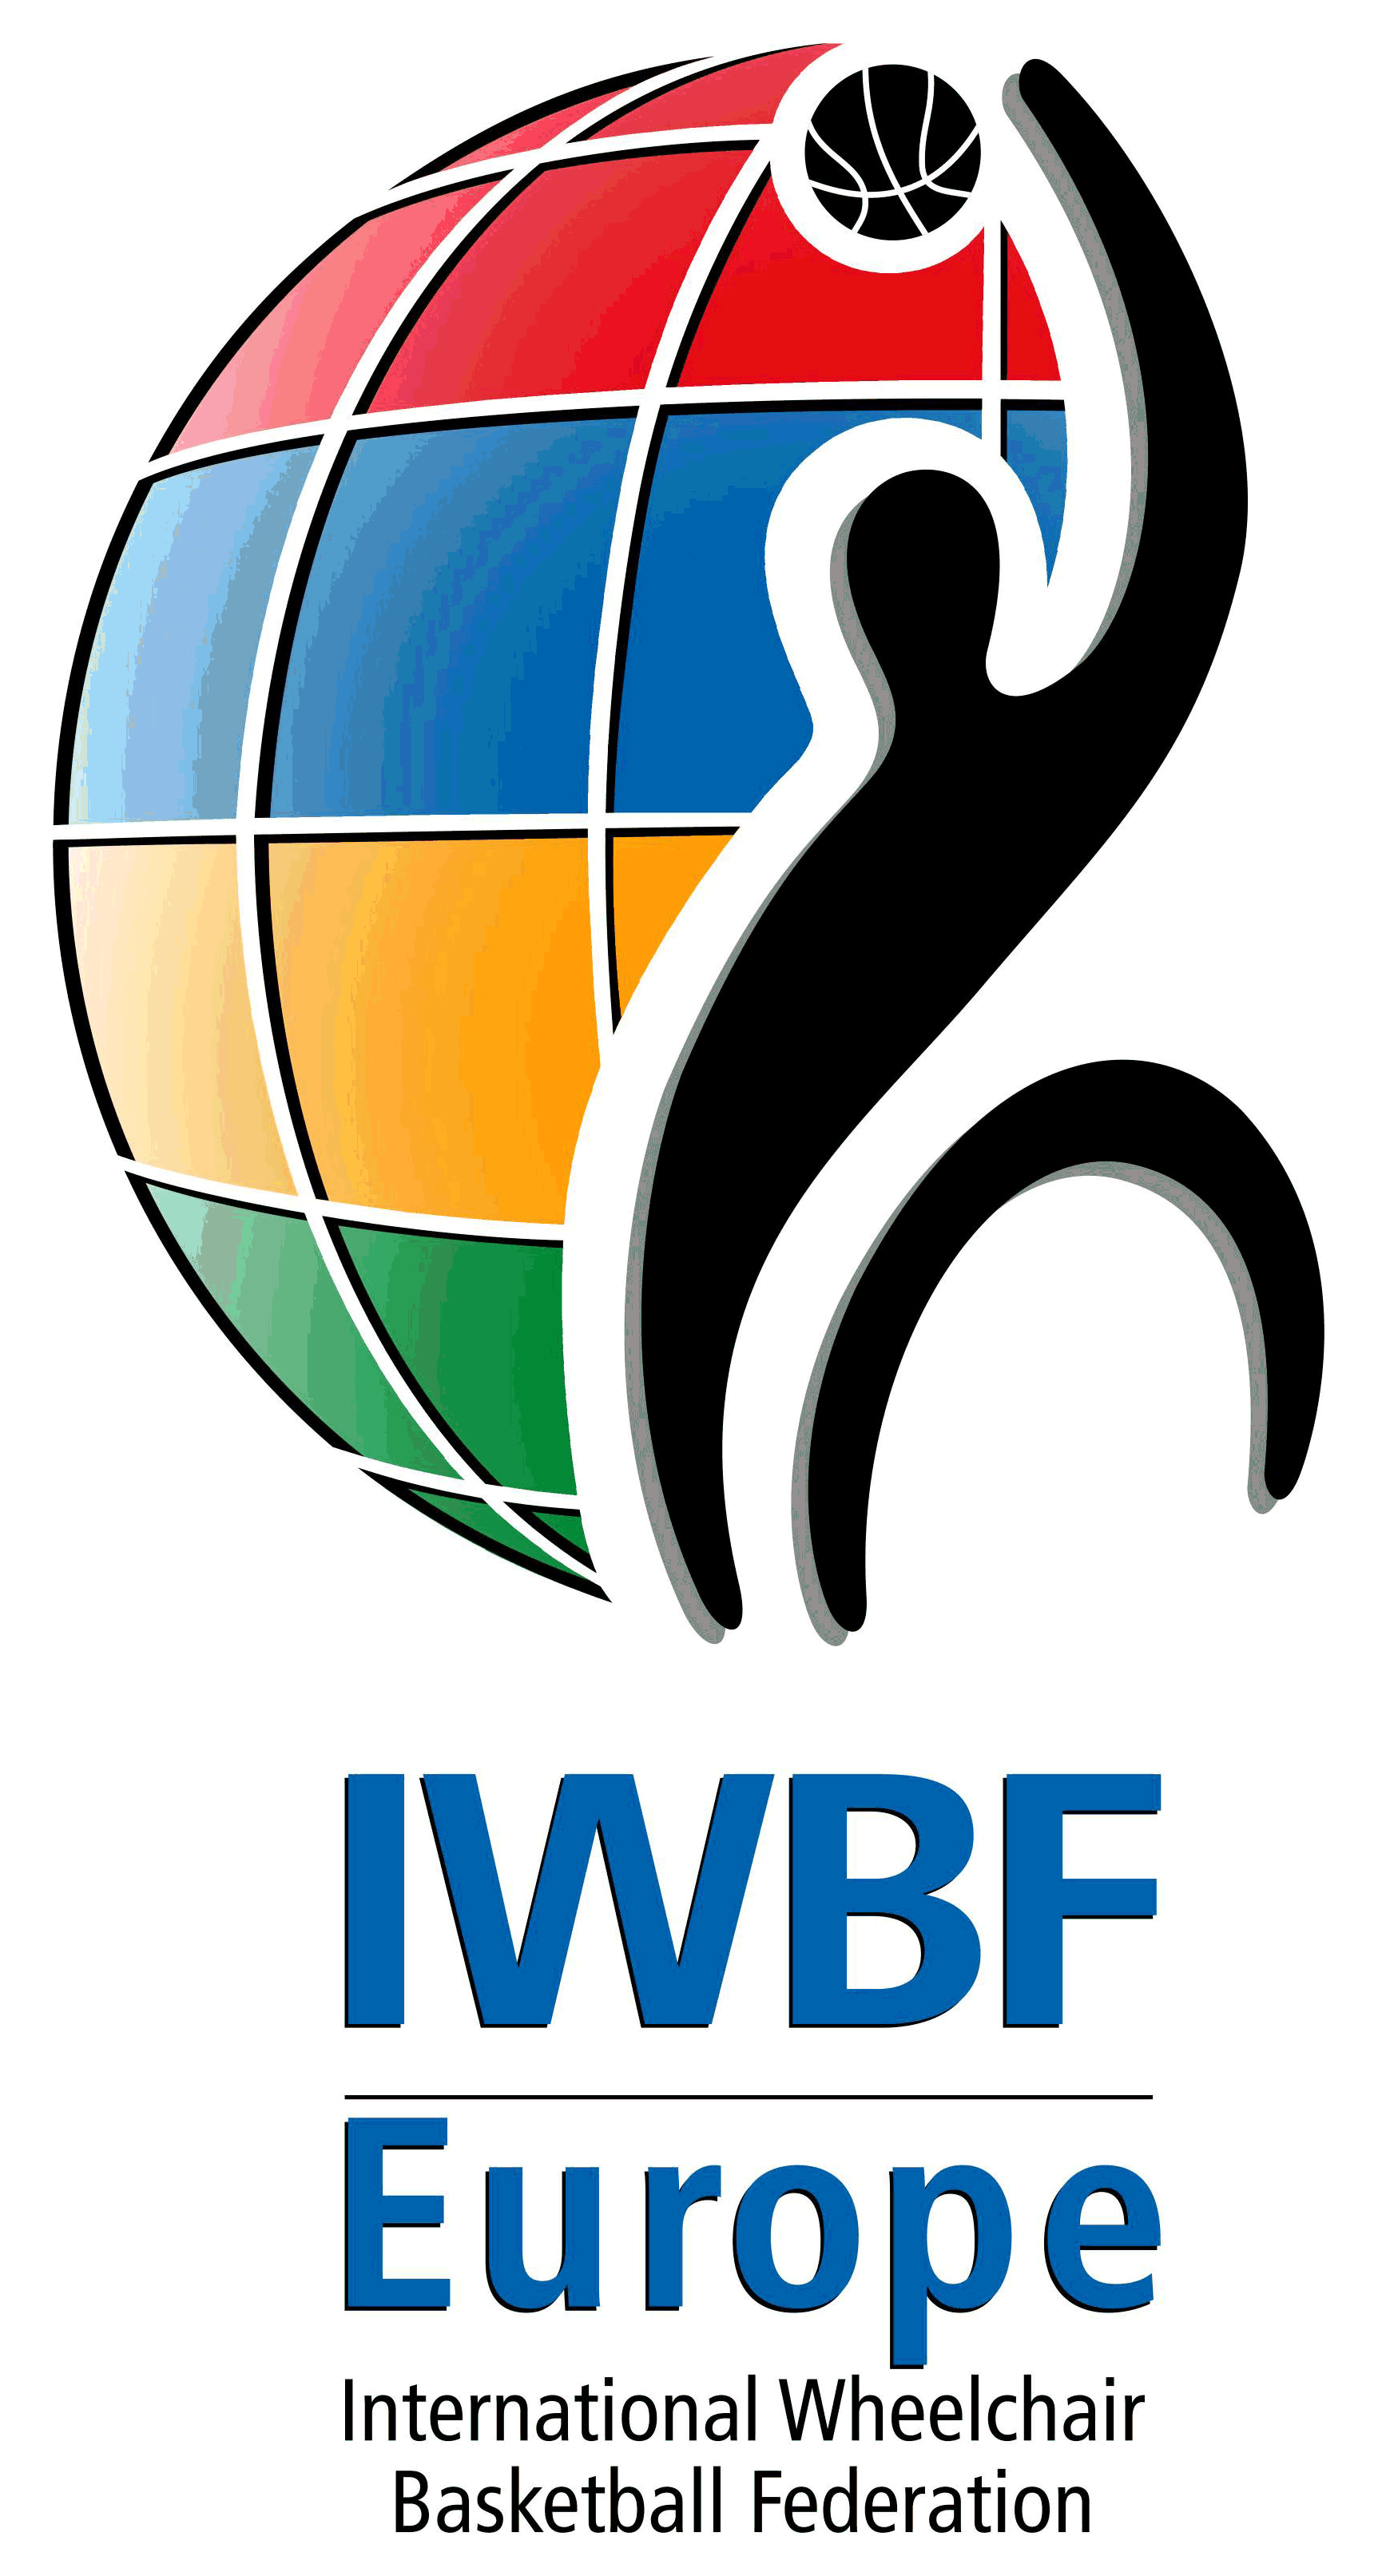 IWBF
Europe
International Wheelchair
Basketball Federation